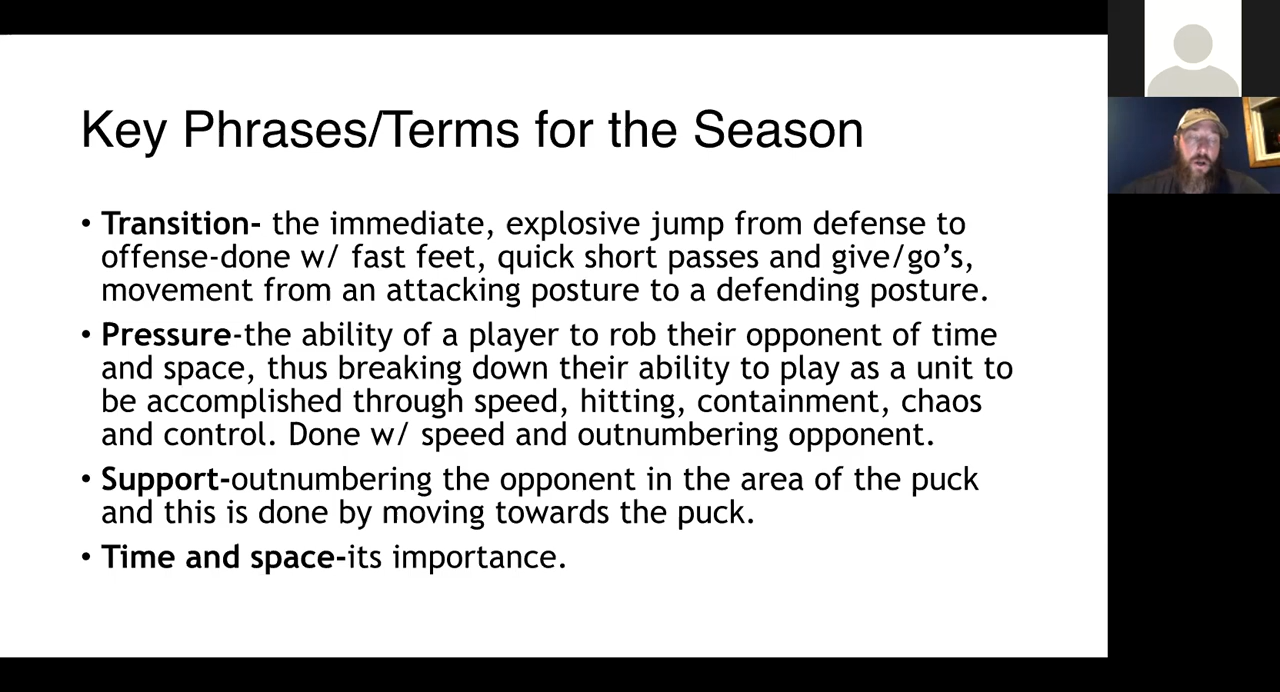 Key Phrases/Terms for the Season
• Transition- the immediate, explosive jump from defense to
offense-done w/ fast feet, quick short passes and give/go’s,
movement from an attacking posture to a defending posture.
• Pressure-the ability of a player to rob their opponent of time
and space, thus breaking down their ability to play as a unit to
be accomplished through speed, hitting, containment, chaos
and control. Done w/ speed and outnumbering opponent.
• Support-outnumbering the opponent in the area of the puck
and this is done by moving towards the puck.
• Time and space-its importance.